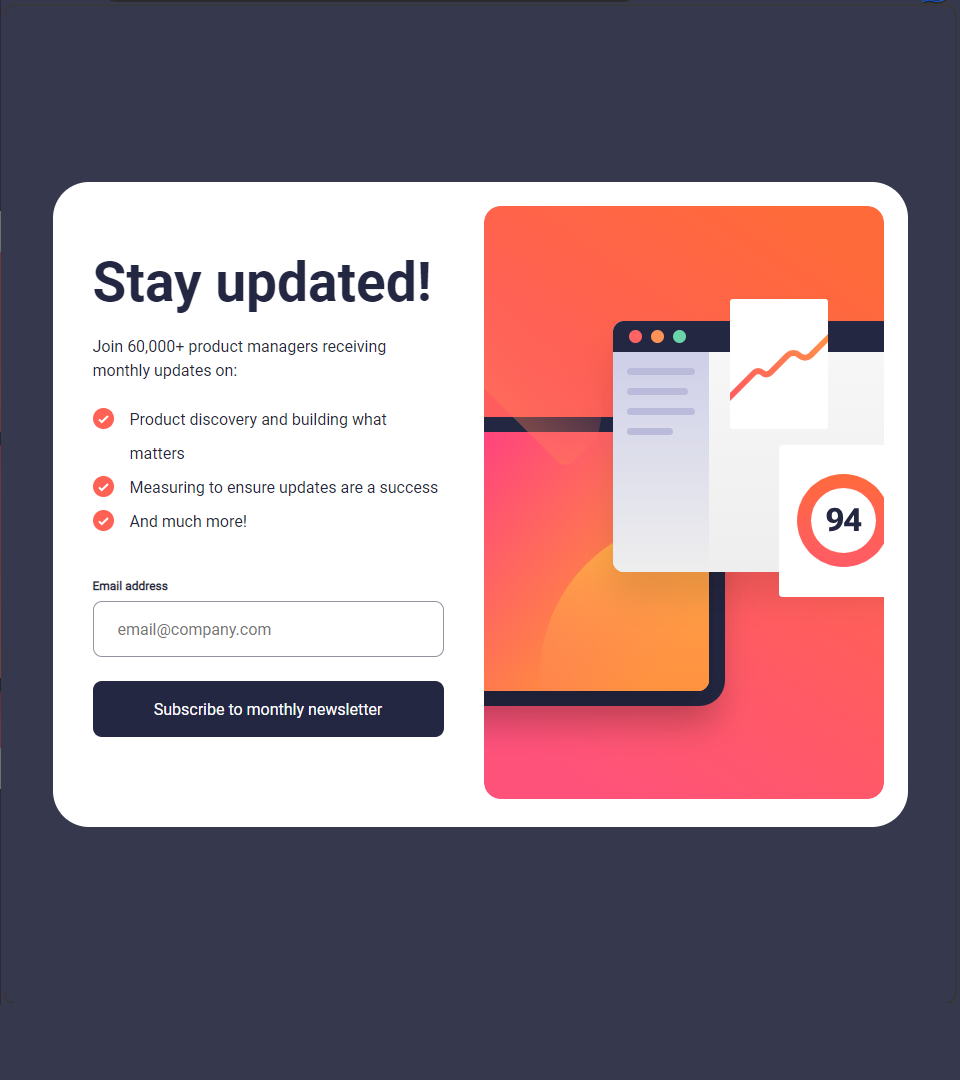 Stay updated!
Join 60,000+ product managers receiving
monthly updates on:
Product discovery and building what
matters
Measuring to ensure updates are a success
And much more!
Email address
email@company.com
Subscribe to monthly newsletter
94